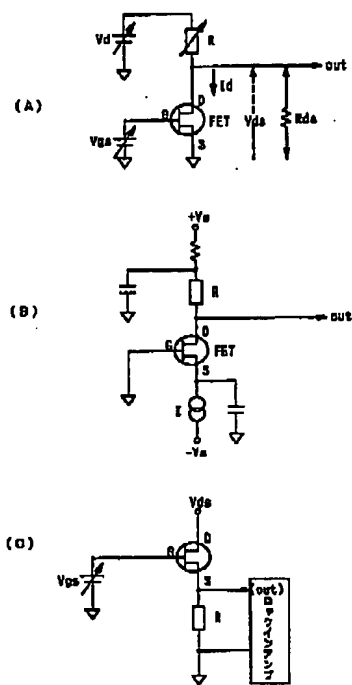 Vd
R
out
Id
D
(A)
G
FET
Vds
Rds
Vgs
S
+Vs
(B)
R
out
D
G
FET
S
I
-Vs
Vds
(C)
D
G
Vgs
S
(out)
R
ロックインアンプ